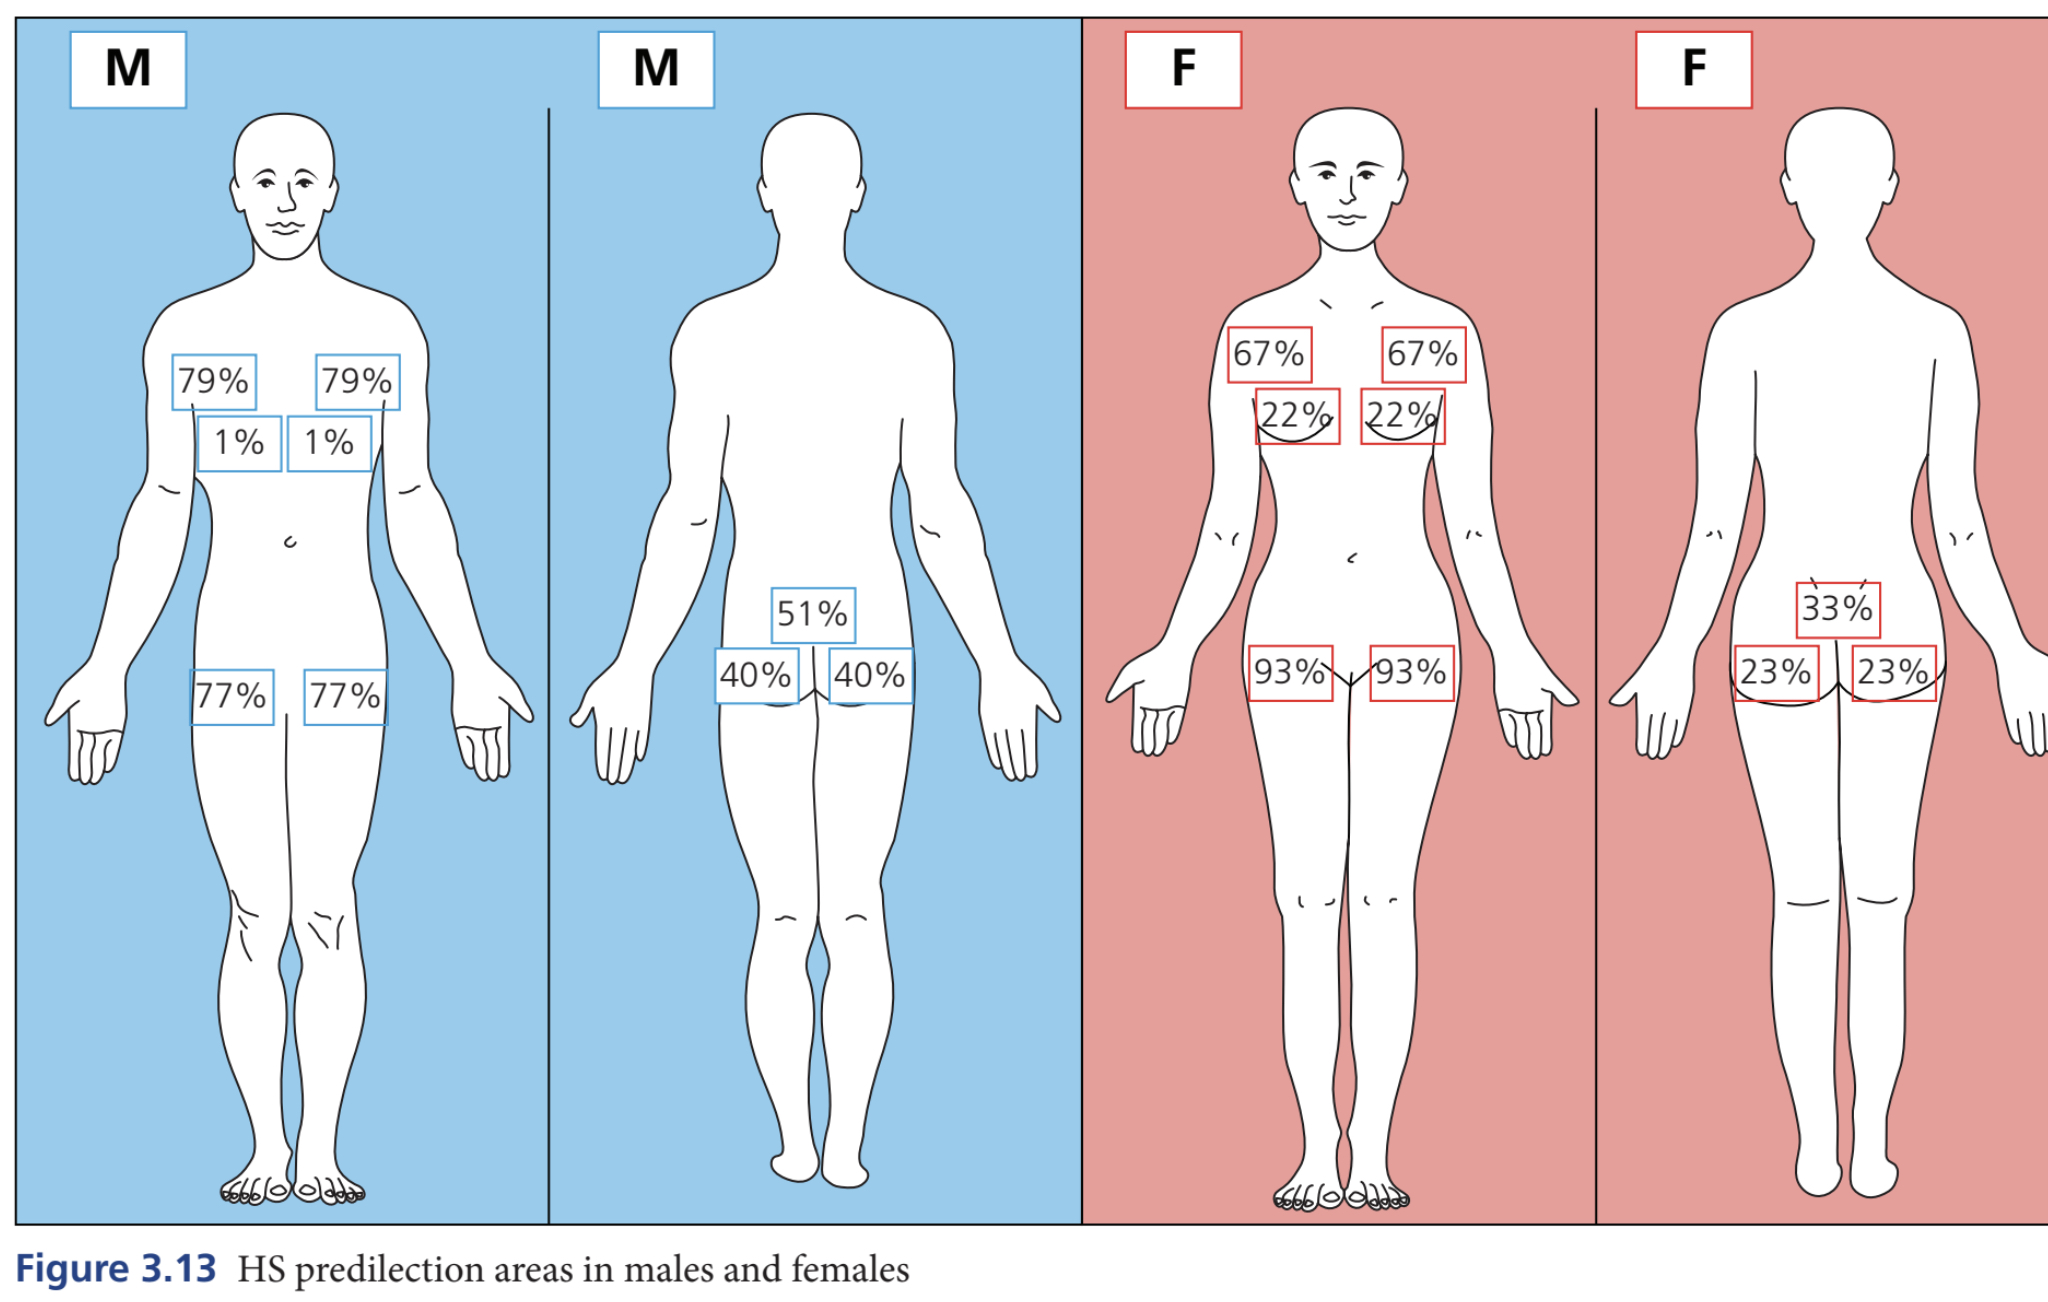 M
M
F
F
79% 79%
1% 1%
77% 77%
51%
40% 40%
67% 67%
22% 22%
93% 93%
33%
23% 23%
Figure 3.13 HS predilection areas in males and females